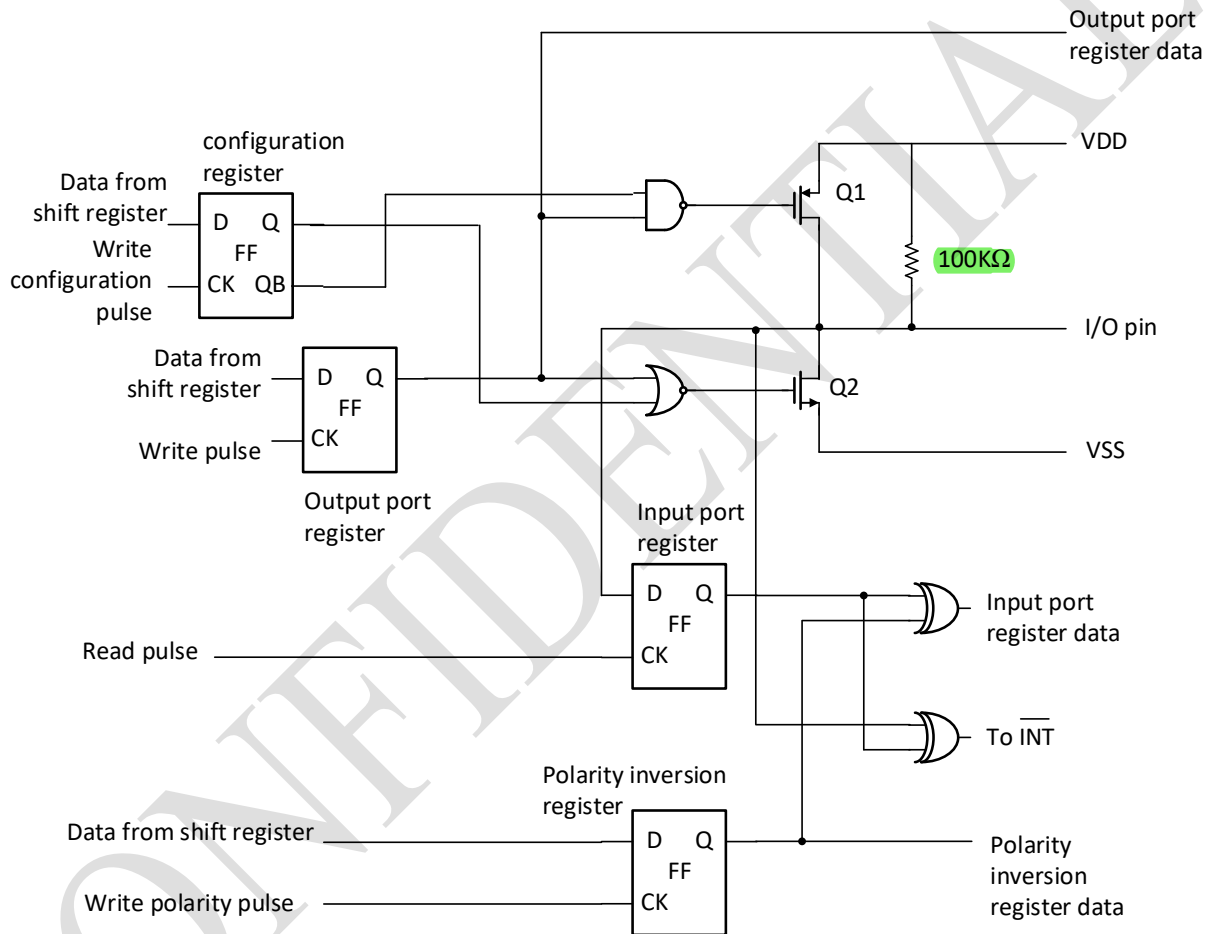 Output port
register data
configuration
register
VDD
Data from
shift register
D Q
FF
CK QB
Write
configuration
pulse
Q1
100KΩ
I/O pin
Data from
shift register
D Q
FF
CK
Write pulse
Output port
register
Q2
VSS
Input port
register
D Q
FF
CK
Read pulse
Input port
register data
To INT
Polarity inversion
register
D Q
FF
CK
Data from shift register
Write polarity pulse
Polarity
inversion
register data
ONFIDENTIAL